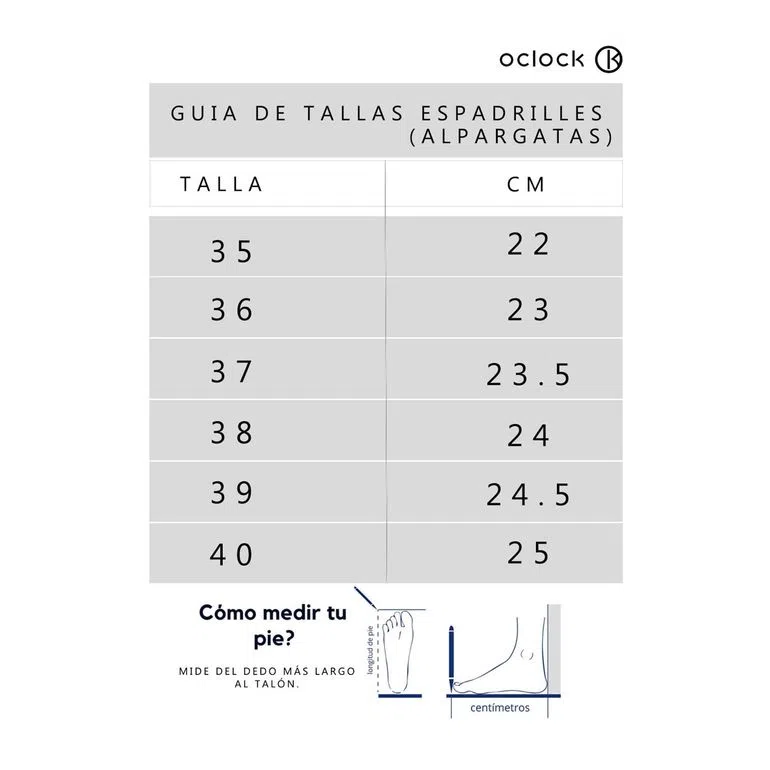 oclock
GUIA DE TALLAS ESPADRILLES
(ALPARGATAS)
TALLA CM
35 22
36 23
37 23.5
38 24
39 24.5
40 25
Cómo medir tu
pie?
MIDE DEL DEDO MÁS LARGO
AL TALÓN.
longitud de pie
centímetros